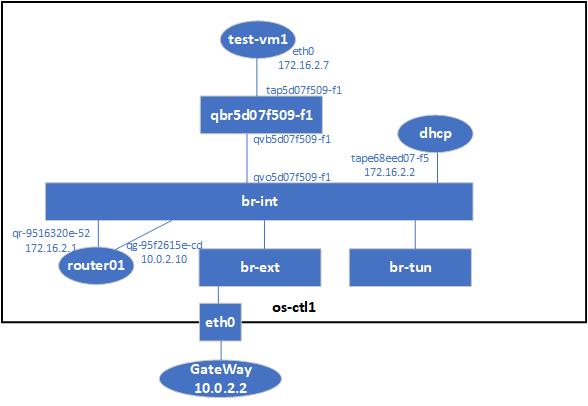 test-vm1
eth0
172.16.2.7
tap5d07f509-f1
qbr5d07f509-f1
dhcp
qvb5d07f509-f1
tape68eed07-f5
172.16.2.2
qvo5d07f509-f1
br-int
qr-9516320e-52
172.16.2.1
qg-95f2615e-cd
10.0.2.10
router01
br-ext
br-tun
os-ctl1
eth0
GateWay
10.0.2.2